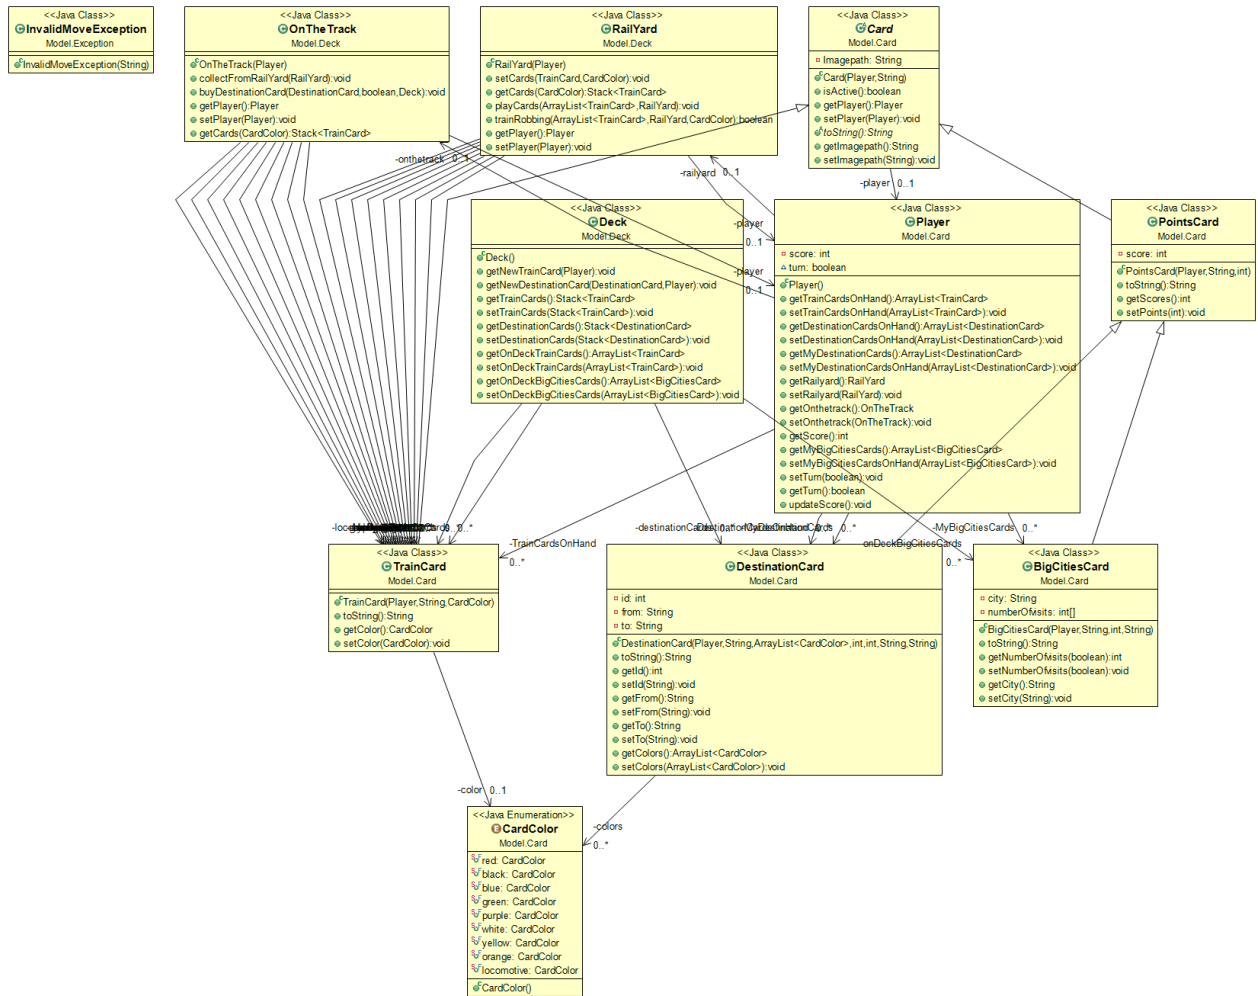 <<Java Class>>
InvalidMoveException
Model.Exception
InvalidMoveException(String)
<<Java Class>>
OnTheTrack
Model.Deck
OnTheTrack(Player)
collectFromRailYard(RailYard):void
buyDestinationCard(DestinationCard,boolean,Deck):void
getPlayer():Player
setPlayer(Player):void
getCards(CardColor):Stack<TrainCard>
<<Java Class>>
RailYard
Model.Deck
RailYard(Player)
setCards(TrainCard,CardColor):void
getCards(CardColor):Stack<TrainCard>
playCards(ArrayList<TrainCard>,RailYard):void
trainRobbing(ArrayList<TrainCard>,RailYard,CardColor):boolean
getPlayer():Player
setPlayer(Player):void
<<Java Class>>
Card
Model.Card
Imagepath: String
Card(Player,String)
isActive():boolean
getPlayer():Player
setPlayer(Player):void
toString():String
getImagepath():String
setImagepath(String):void
-onthetrack 0..1
-railyard 0..1
-player 0..1
<<Java Class>>
Deck
Model.Deck
Deck()
getNewTrainCard(Player):void
getNewDestinationCard(DestinationCard,Player):void
getTrainCards():Stack<TrainCard>
setTrainCards(Stack<TrainCard>):void
getDestinationCards():Stack<DestinationCard>
setDestinationCards(Stack<DestinationCard>):void
getOnDeckTrainCards():ArrayList<TrainCard>
setOnDeckTrainCards(ArrayList<TrainCard>):void
getOnDeckBigCitiesCards():ArrayList<BigCitiesCard>
setOnDeckBigCitiesCards(ArrayList<BigCitiesCard>):void
-player
0..1
-player
0..1
<<Java Class>>
Player
Model.Card
score: int
turn: boolean
Player()
getTrainCardsOnHand():ArrayList<TrainCard>
setTrainCardsOnHand(ArrayList<TrainCard>):void
getDestinationCardsOnHand():ArrayList<DestinationCard>
setDestinationCardsOnHand(ArrayList<DestinationCard>):void
getMyDestinationCards():ArrayList<DestinationCard>
setMyDestinationCardsOnHand(ArrayList<DestinationCard>):void
getRailyard():RailYard
setRailyard(RailYard):void
getOnthetrack():OnTheTrack
setOnthetrack(OnTheTrack):void
getScore():int
getMyBigCitiesCards():ArrayList<BigCitiesCard>
setMyBigCitiesCardsOnHand(ArrayList<BigCitiesCard>):void
setTurn(boolean):void
getTurn():boolean
updateScore():void
<<Java Class>>
PointsCard
Model.Card
score: int
PointsCard(Player,String,int)
toString():String
getScores():int
setPoints(int):void
0..*
-TrainCardsOnHand
0..*
-destinationCards
0..*
-MyBigCitiesCards 0..*
onDeckBigCitiesCards
0..*
<<Java Class>>
TrainCard
Model.Card
TrainCard(Player,String,CardColor)
toString():String
getColor():CardColor
setColor(CardColor):void
<<Java Class>>
DestinationCard
Model.Card
id: int
from: String
to: String
DestinationCard(Player,String,ArrayList<CardColor>,int,int,String,String)
toString():String
getId():int
setId(String):void
getFrom():String
setFrom(String):void
getTo():String
setTo(String):void
getColors():ArrayList<CardColor>
setColors(ArrayList<CardColor>):void
<<Java Class>>
BigCitiesCard
Model.Card
city: String
numberOfvisits: int[]
BigCitiesCard(Player,String,int,String)
toString():String
getNumberOfvisits(boolean):int
setNumberOfvisits(boolean):void
getCity():String
setCity(String):void
-color 0..1
-colors
0..*
<<Java Enumeration>>
CardColor
Model.Card
red: CardColor
black: CardColor
blue: CardColor
green: CardColor
purple: CardColor
white: CardColor
yellow: CardColor
orange: CardColor
locomotive: CardColor
CardColor()